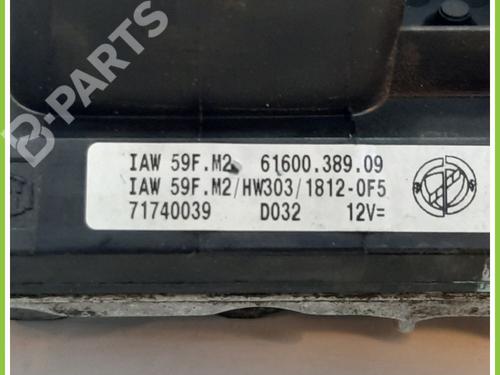 B-PARTS
IAW 59F.M2 61600.389.09
IAW 59F.M2/HW303/1812-0F5
71740039 D032 12V=